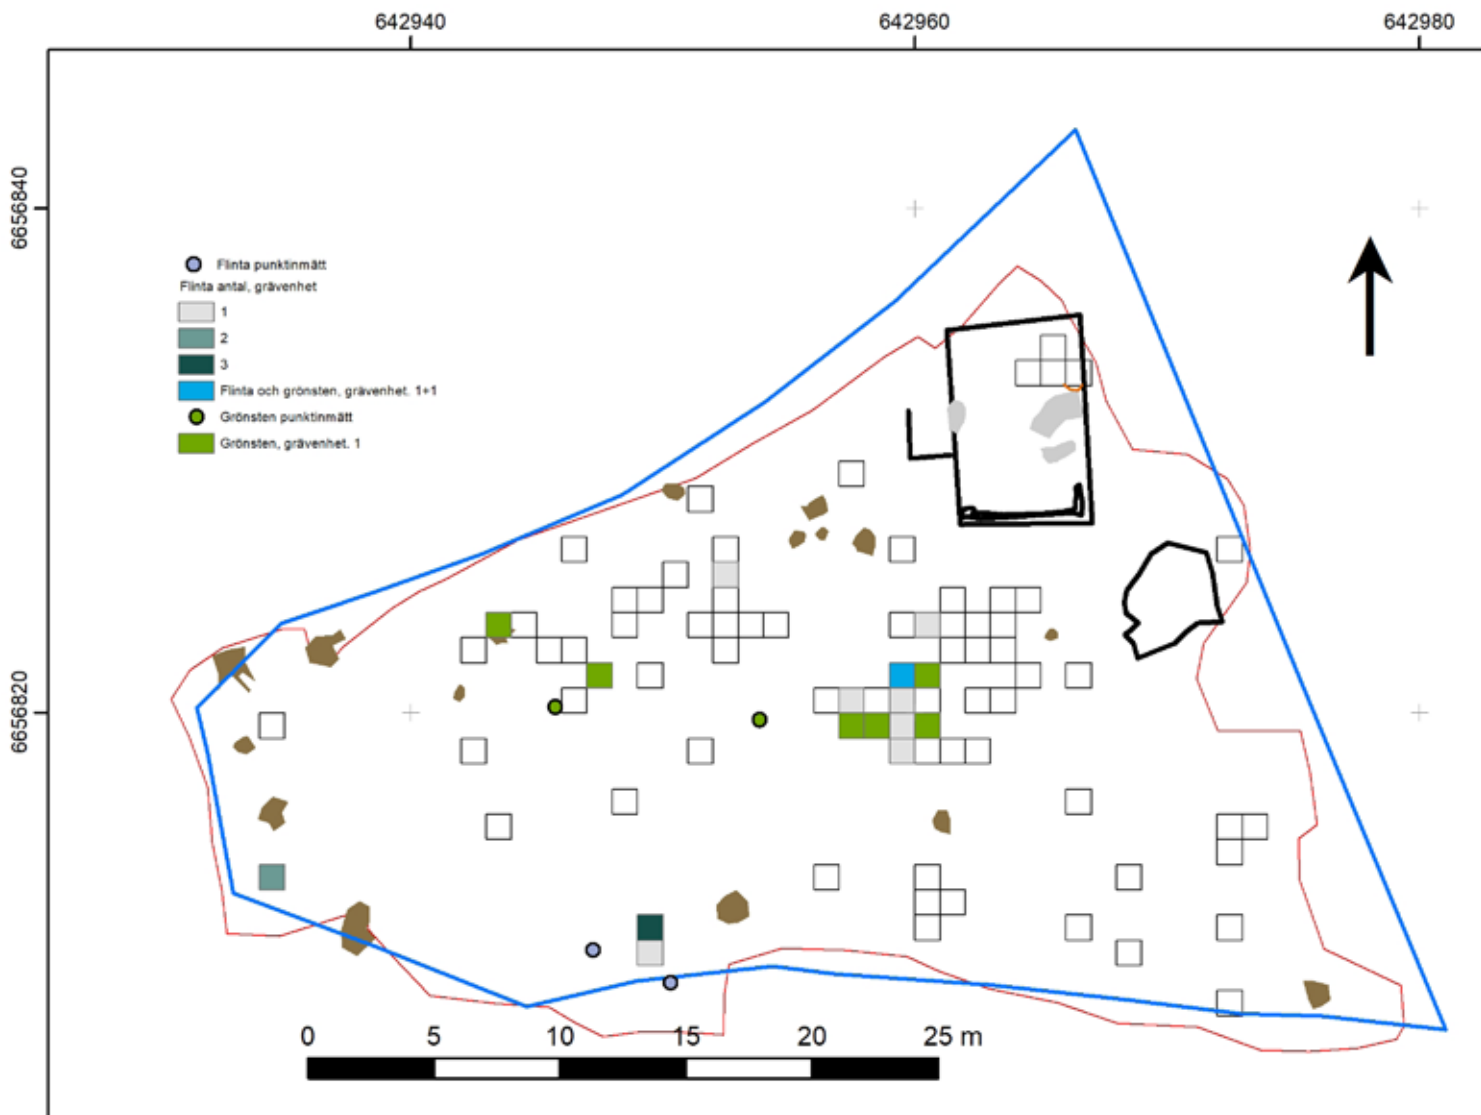 642940 642960 642980
6656840
6656820
Flinta punktinmätt
Flinta antal, grävenhet
1
2
3
Flinta och grönsten, grävenhet. 1+1
Grönsten punktinmätt
Grönsten, grävenhet. 1
0 5 10 15 20 25 m